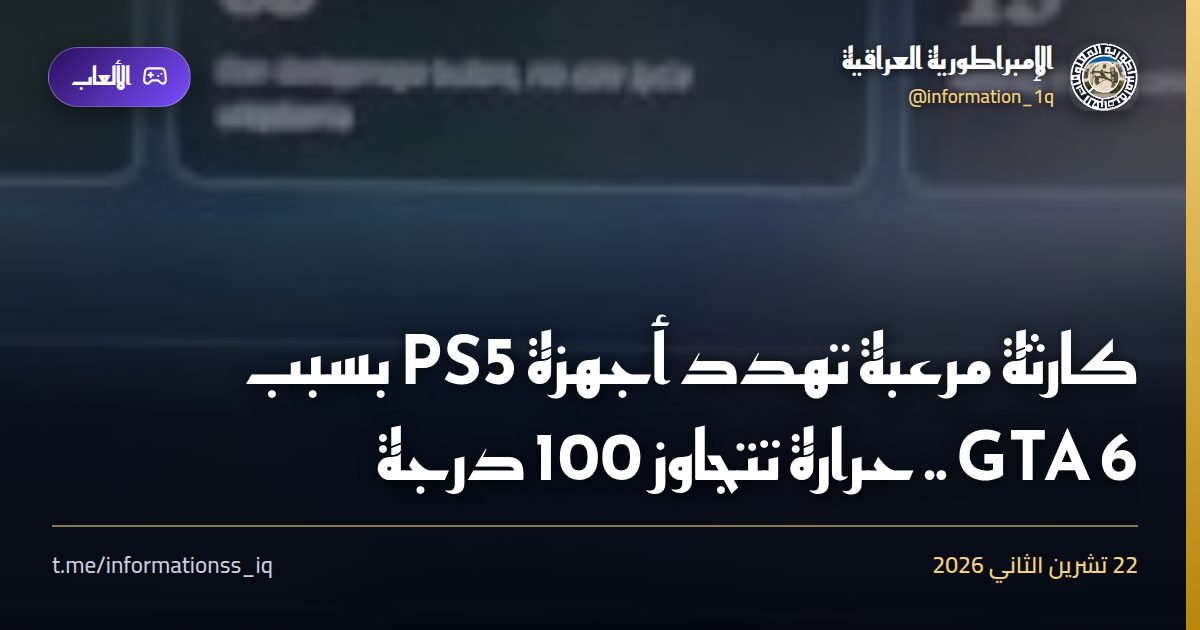 الإمبراطورية العراقية
@information_1q
الألعاب
كارثة مرعبة تهدد أجهزة PS5 بسبب
GTA 6 .. حرارة تتجاوز 100 درجة
22 تشرين الثاني 2026
t.me/informationss_iq